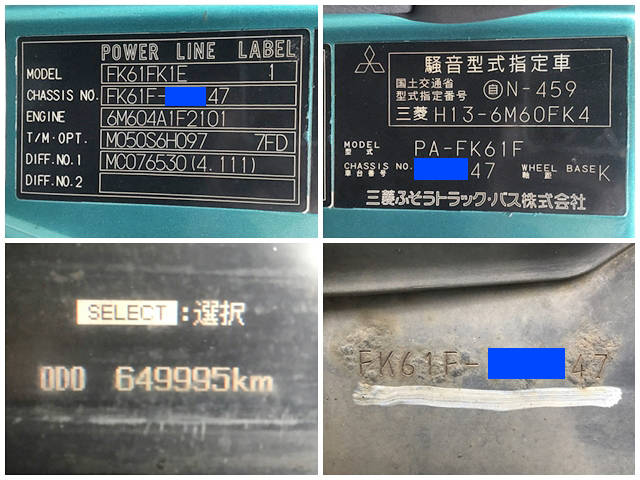 POWER LINE LABEL
MODEL FK61FK1E 1
CHASSIS NO. FK61F- 47
ENGINE 6M604A1F2101
T/M・OPT. M050S6H097 7FD
DIFF.NO.1 MC076530(4.111)
DIFF.NO.2
騒音型式指定車
国土交通省
型式指定番号 自N-459
三菱 H13-6M60FK4
MODEL 型式 PA-FK61F
CHASSIS NO. 車台番号 47 WHEEL BASE 軸距 K
三菱ふそうトラック・バス株式会社
SELECT:選択
ODO 649995km
FK61F- 47